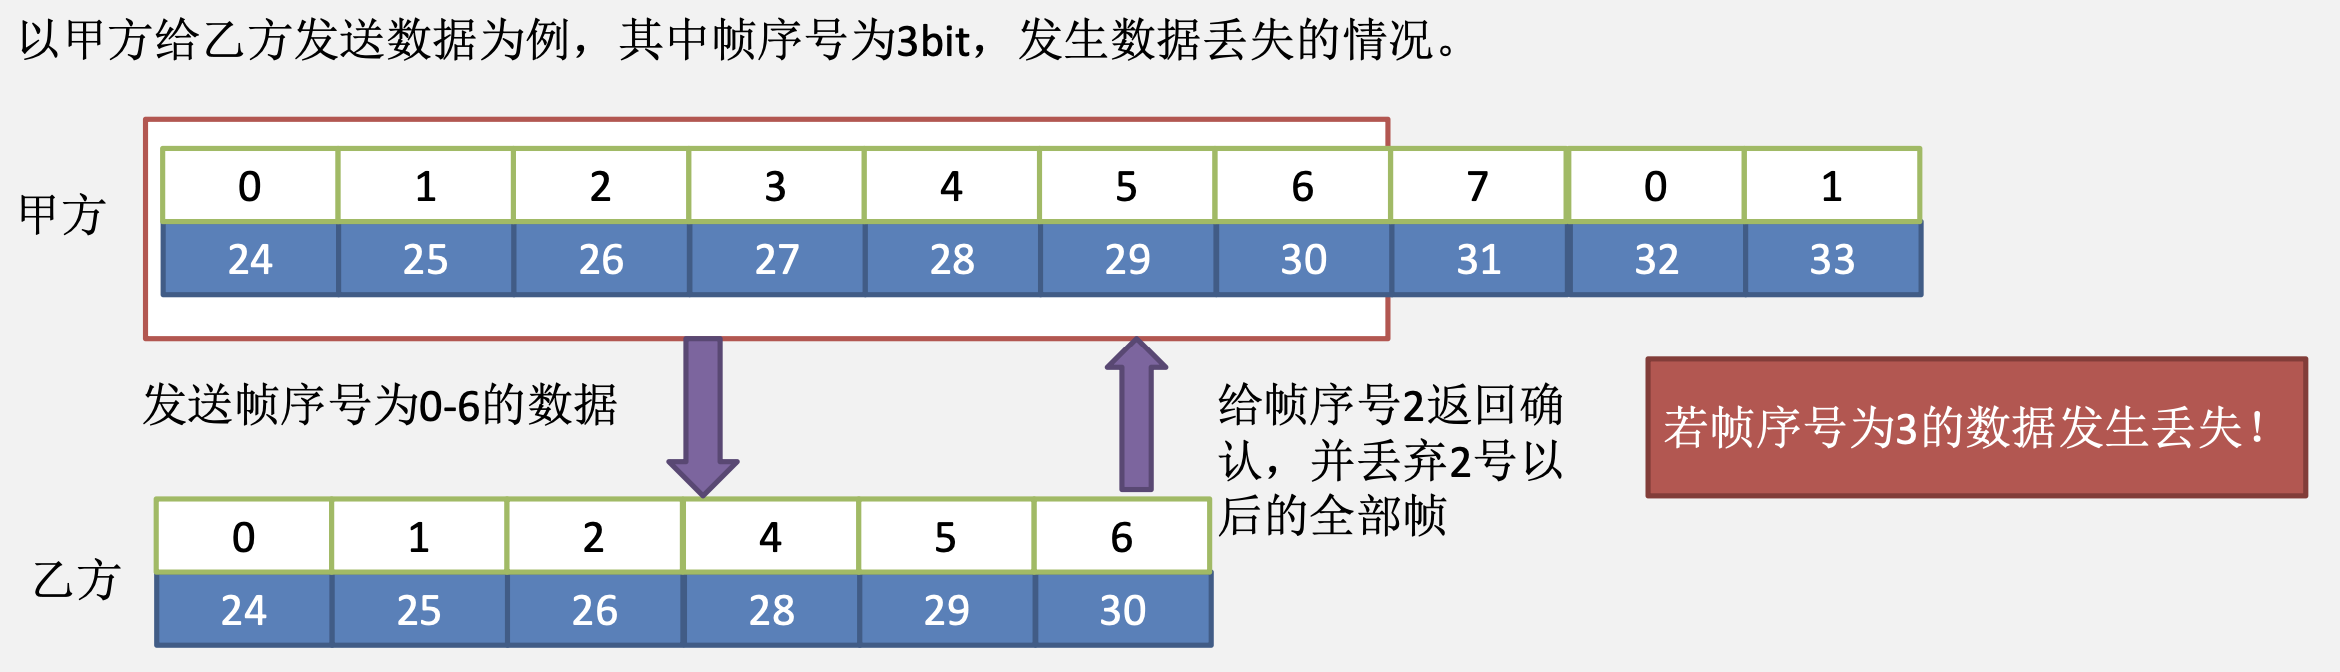 以甲方给乙方发送数据为例，其中帧序号为3bit，发生数据丢失的情况。
甲方
0 1 2 3 4 5 6 7 0 1
24 25 26 27 28 29 30 31 32 33
发送帧序号为0-6的数据
给帧序号2返回确
认，并丢弃2号以
后的全部帧
若帧序号为3的数据发生丢失！
乙方
0 1 2 4 5 6
24 25 26 28 29 30